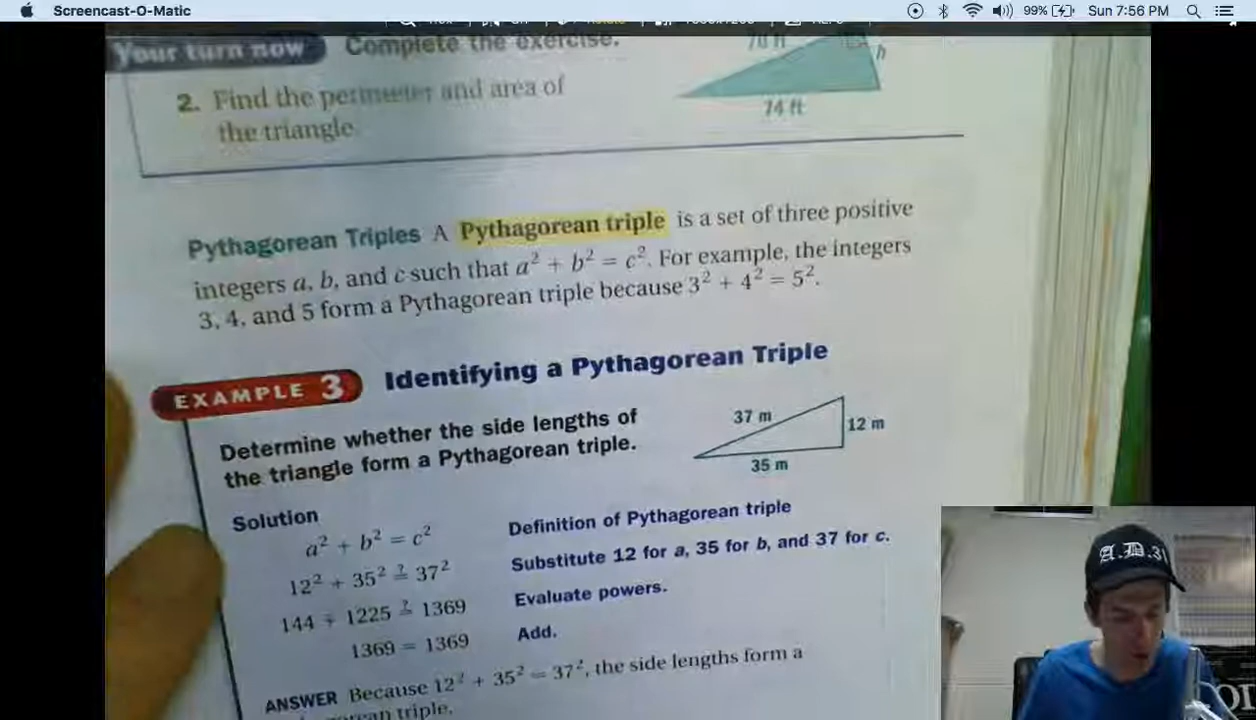 Screencast-O-Matic
99%
Sun 7:56 PM
Your turn now Complete the exercise.
2. Find the perimeter and area of
the triangle.
h
74 ft
Pythagorean Triples A Pythagorean triple is a set of three positive
integers a, b, and c such that a² + b² = c². For example, the integers
3, 4, and 5 form a Pythagorean triple because 3² + 4² = 5².
EXAMPLE 3 Identifying a Pythagorean Triple
Determine whether the side lengths of
the triangle form a Pythagorean triple.
37 m
12 m
35 m
Solution
a² + b² = c² Definition of Pythagorean triple
12² + 35² ≟ 37² Substitute 12 for a, 35 for b, and 37 for c.
144 + 1225 ≟ 1369 Evaluate powers.
1369 = 1369 Add.
ANSWER Because 12² + 35² = 37², the side lengths form a
triple.
A.D.31